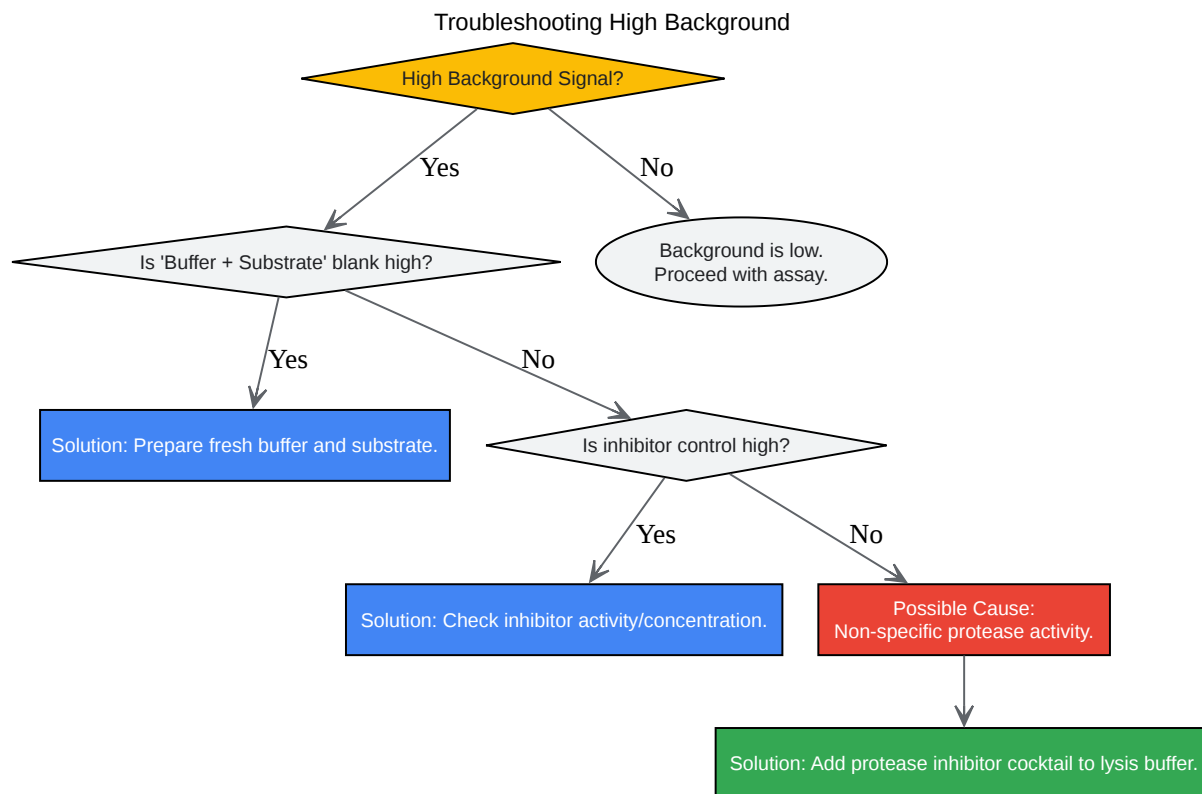 Troubleshooting High Background
High Background Signal?
Yes
No
Is 'Buffer + Substrate' blank high?
Background is low.
Proceed with assay.
Yes
No
Solution: Prepare fresh buffer and substrate.
Is inhibitor control high?
Yes
No
Solution: Check inhibitor activity/concentration.
Possible Cause:
Non-specific protease activity.
Solution: Add protease inhibitor cocktail to lysis buffer.